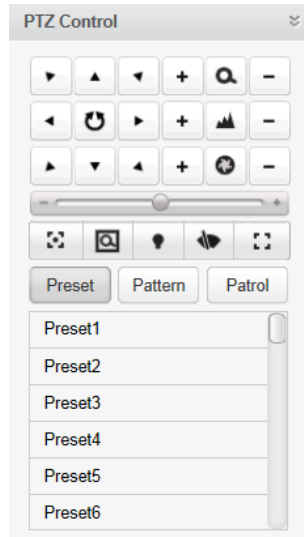 PTZ Control
Preset Pattern Patrol
Preset1
Preset2
Preset3
Preset4
Preset5
Preset6